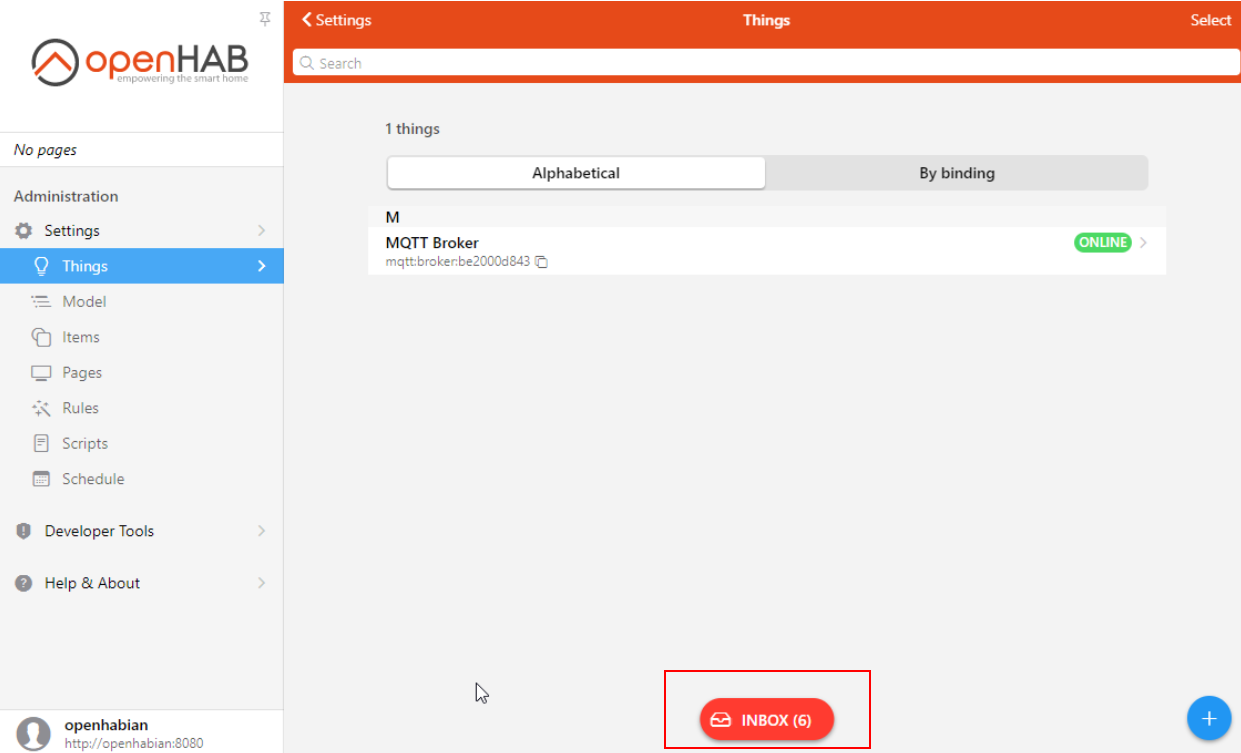 openHAB
empowering the smart home
No pages
Administration
Settings
Things
Model
Items
Pages
Rules
Scripts
Schedule
Developer Tools
Help & About
openhabian
http://openhabian:8080
Settings
Things
Select
Search
1 things
Alphabetical
By binding
M
MQTT Broker
ONLINE
mqtt:broker:be2000d843
INBOX (6)